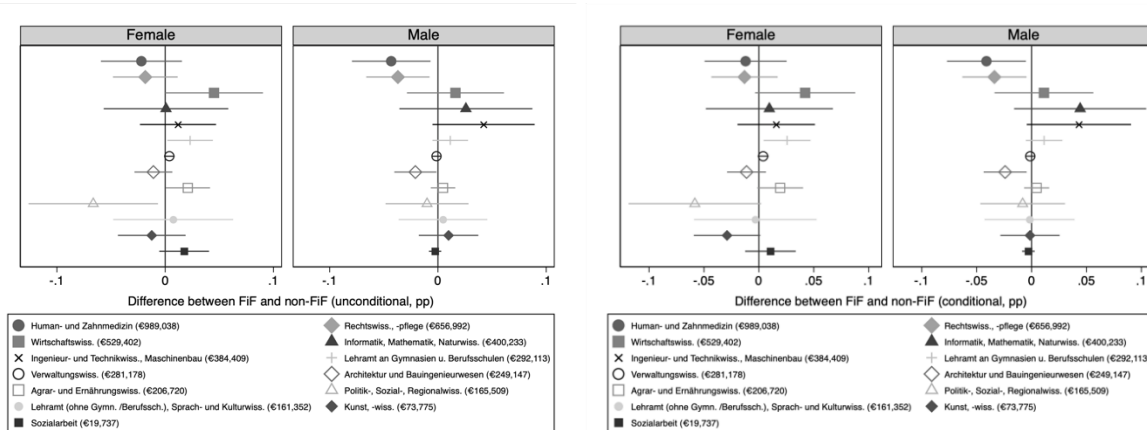 Female Male
-.1 0 .1 -.1 0 .1
Difference between FiF and non-FiF (unconditional, pp)
Human- und Zahnmedizin (€989,038) Rechtswiss., -pflege (€656,992)
Wirtschaftswiss. (€529,402) Informatik, Mathematik, Naturwiss. (€400,233)
Ingenieur- und Technikwiss., Maschinenbau (€384,409) Lehramt an Gymnasien u. Berufsschulen (€292,113)
Verwaltungswiss. (€281,178) Architektur und Bauingenieurwesen (€249,147)
Agrar- und Ernährungswiss. (€206,720) Politik-, Sozial-, Regionalwiss. (€165,509)
Lehramt (ohne Gymn. /Berufssch.), Sprach- und Kulturwiss. (€161,352) Kunst, -wiss. (€73,775)
Sozialarbeit (€19,737)
Female Male
-.1 -.05 0 .05 .1 -.1 -.05 0 .05 .1
Difference between FiF and non-FiF (conditional, pp)
Human- und Zahnmedizin (€989,038) Rechtswiss., -pflege (€656,992)
Wirtschaftswiss. (€529,402) Informatik, Mathematik, Naturwiss. (€400,233)
Ingenieur- und Technikwiss., Maschinenbau (€384,409) Lehramt an Gymnasien u. Berufsschulen (€292,113)
Verwaltungswiss. (€281,178) Architektur und Bauingenieurwesen (€249,147)
Agrar- und Ernährungswiss. (€206,720) Politik-, Sozial-, Regionalwiss. (€165,509)
Lehramt (ohne Gymn. /Berufssch.), Sprach- und Kulturwiss. (€161,352) Kunst, -wiss. (€73,775)
Sozialarbeit (€19,737)